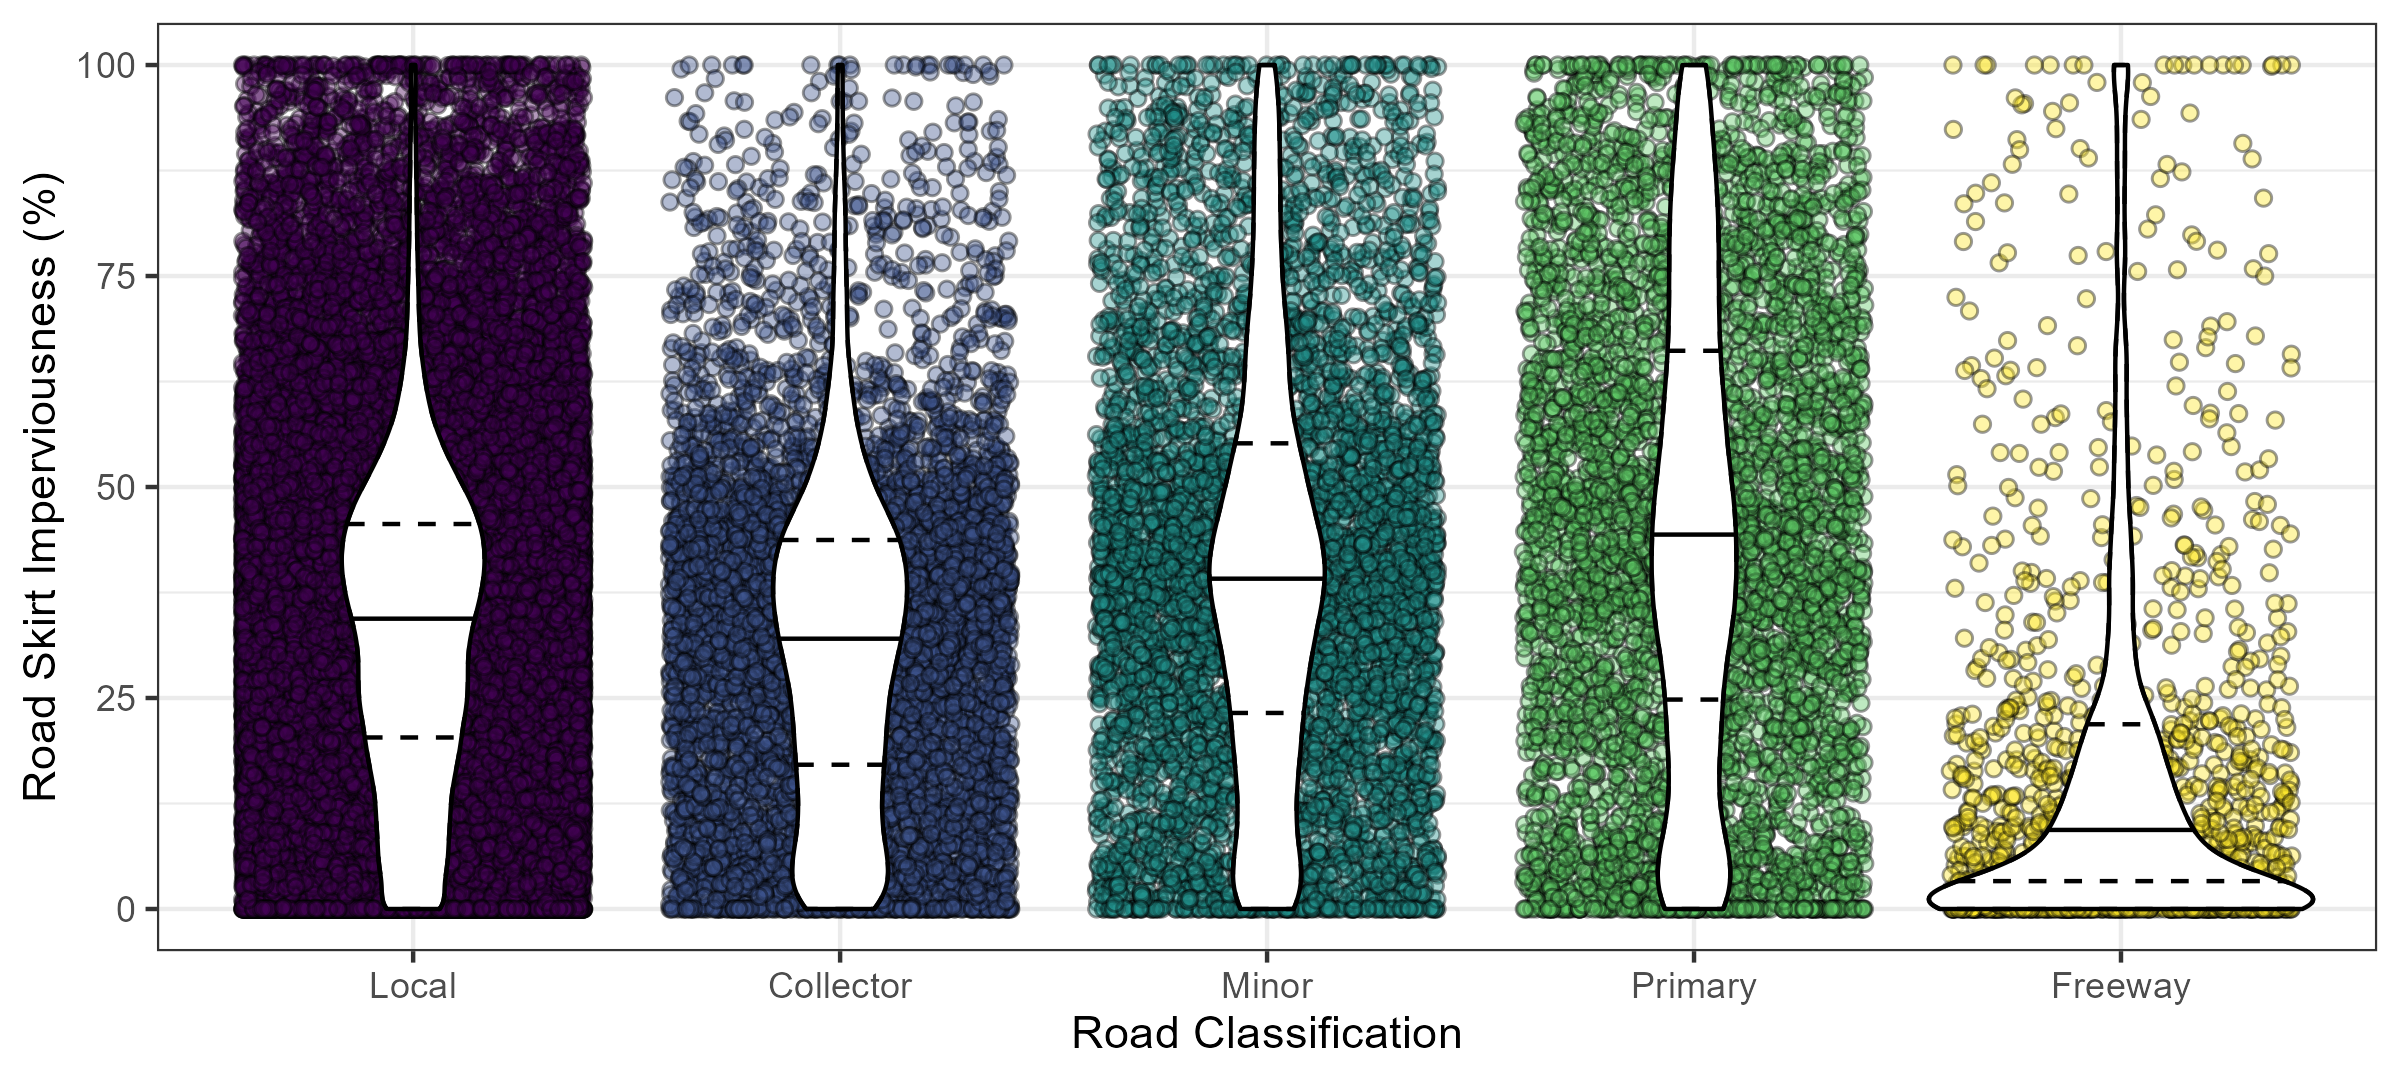 Road Skirt Imperviousness (%)
100
75
50
25
0
Local Collector Minor Primary Freeway
Road Classification